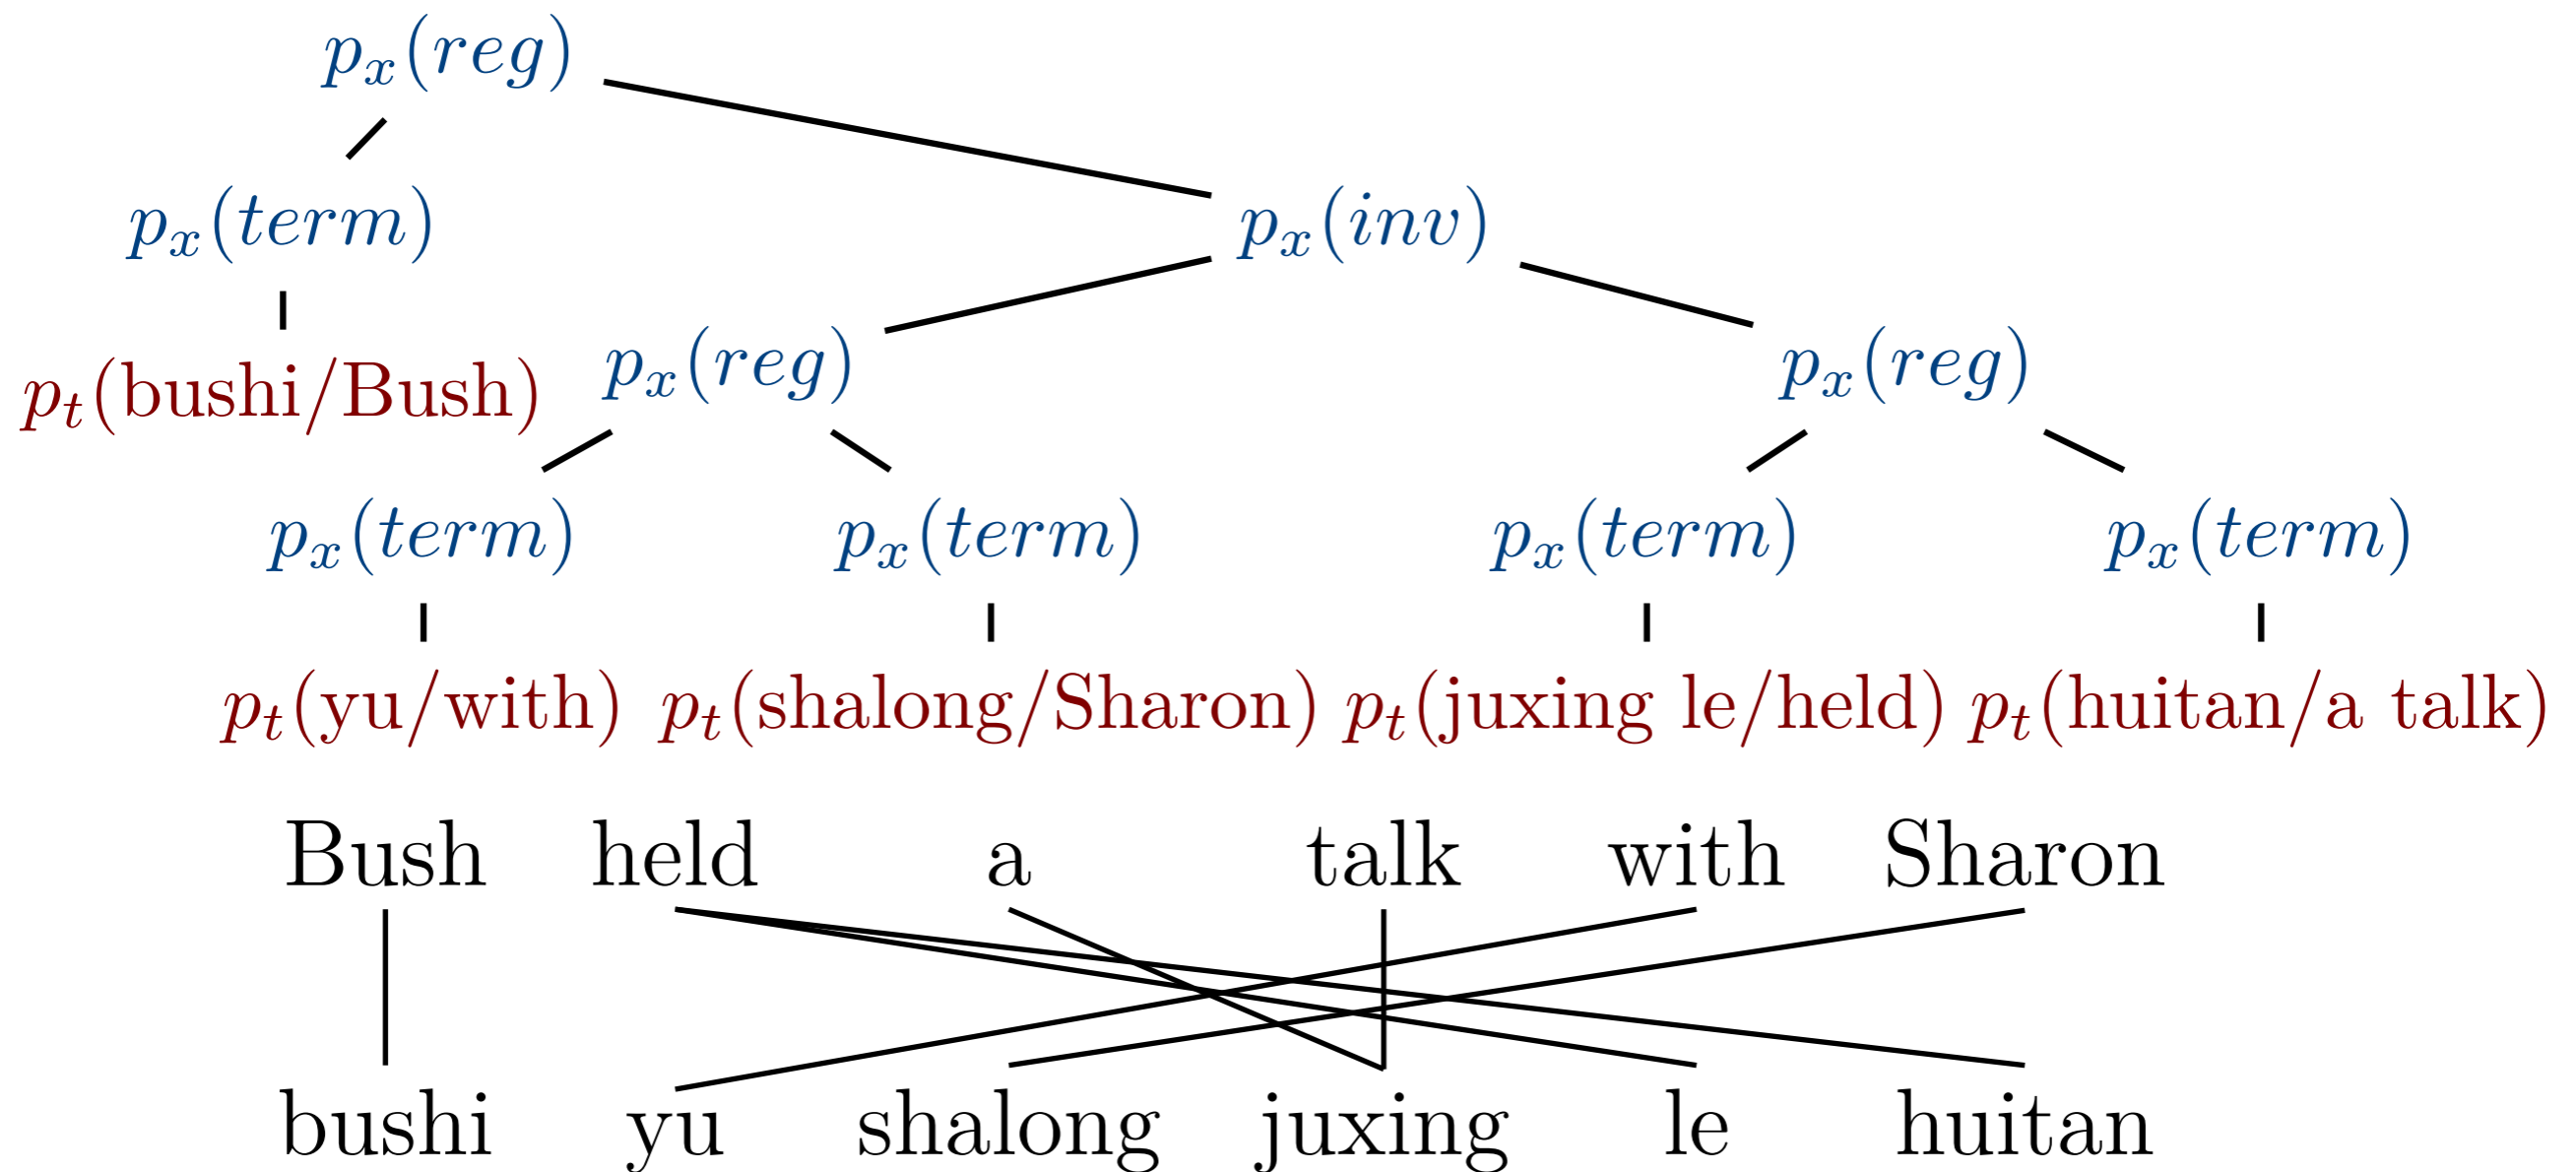 pₓ(reg)
pₓ(term) pₓ(inv)
pₜ(bushi/Bush) pₓ(reg) pₓ(reg)
pₓ(term) pₓ(term) pₓ(term) pₓ(term)
pₜ(yu/with) pₜ(shalong/Sharon) pₜ(juxing le/held) pₜ(huitan/a talk)
Bush held a talk with Sharon
bushi yu shalong juxing le huitan